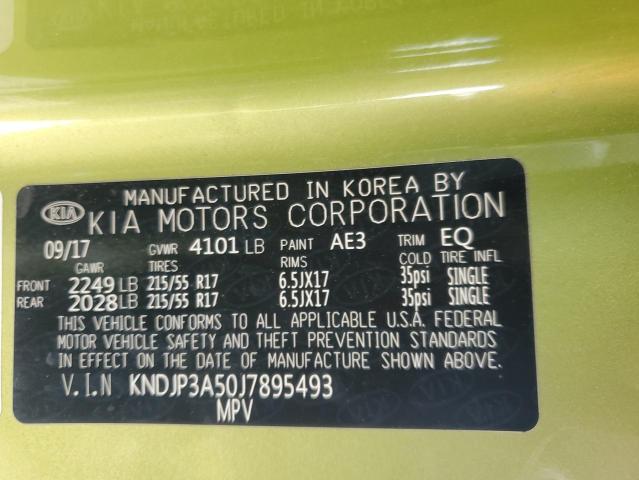 MANUFACTURED IN KOREA BY
KIA KIA MOTORS CORPORATION
09/17 GVWR 4101 LB PAINT AE3 TRIM EQ
GAWR TIRES RIMS COLD TIRE INFL
FRONT 2249 LB 215/55 R17 6.5JX17 35psi SINGLE
REAR 2028 LB 215/55 R17 6.5JX17 35psi SINGLE
THIS VEHICLE CONFORMS TO ALL APPLICABLE U.S.A. FEDERAL
MOTOR VEHICLE SAFETY AND THEFT PREVENTION STANDARDS
IN EFFECT ON THE DATE OF MANUFACTURE SHOWN ABOVE.
V.I.N KNDJP3A50J7895493
MPV